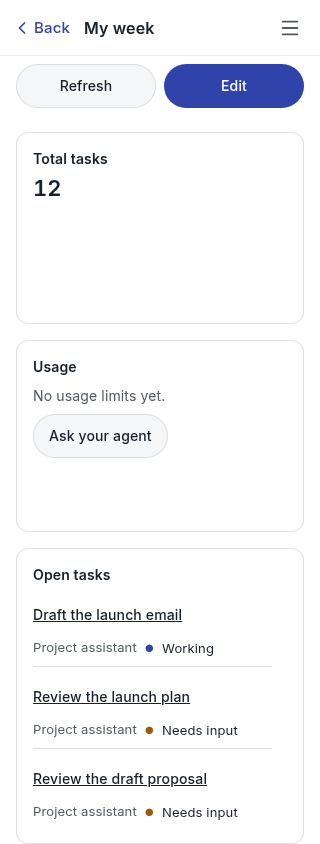 Back My week
Refresh Edit
Total tasks
12
Usage
No usage limits yet.
Ask your agent
Open tasks
Draft the launch email
Project assistant Working
Review the launch plan
Project assistant Needs input
Review the draft proposal
Project assistant Needs input